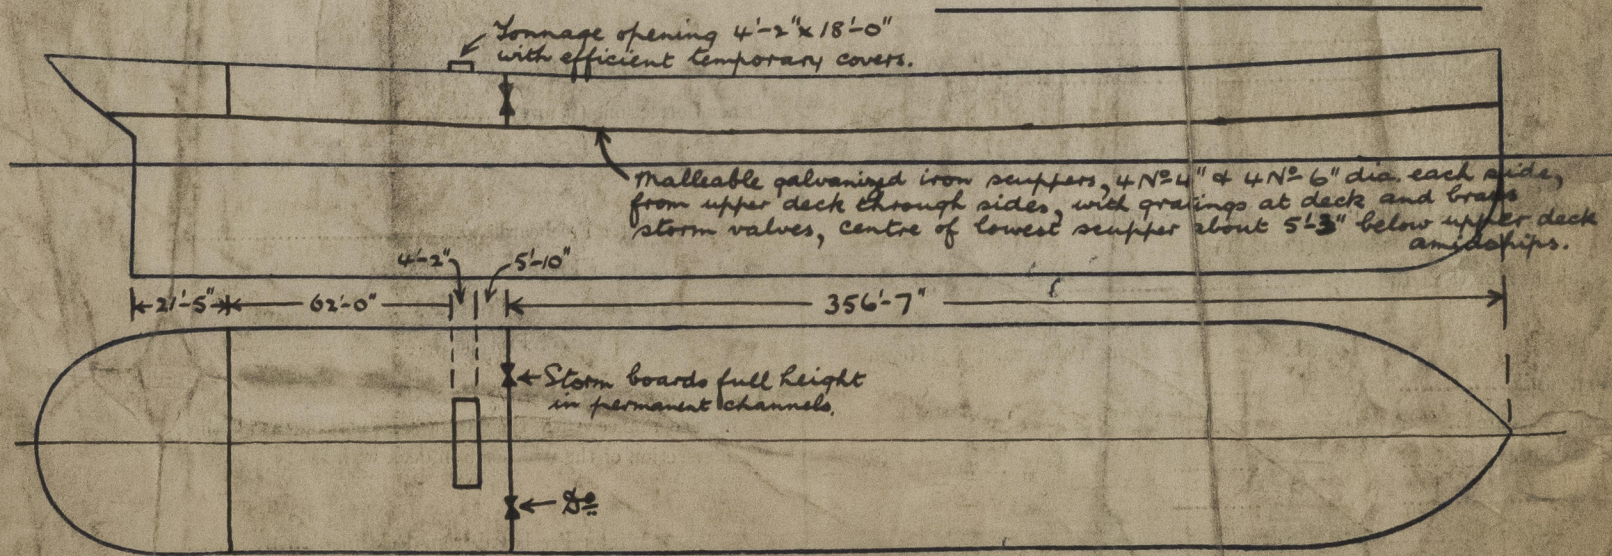 Tonnage opening 4'-2" x 18'-0"
with efficient temporary covers.
Malleable galvanized iron scuppers, 4 Nº 4" & 4 Nº 6" dia. each side,
from upper deck through sides, with gratings at deck and brass
storm valves, centre of lowest scupper about 5'-3" below upper deck
amidships.
4'-2" 5'-10"
21'-5" 62'-0" 356'-7"
Storm boards full height
in permanent channels.
Dº